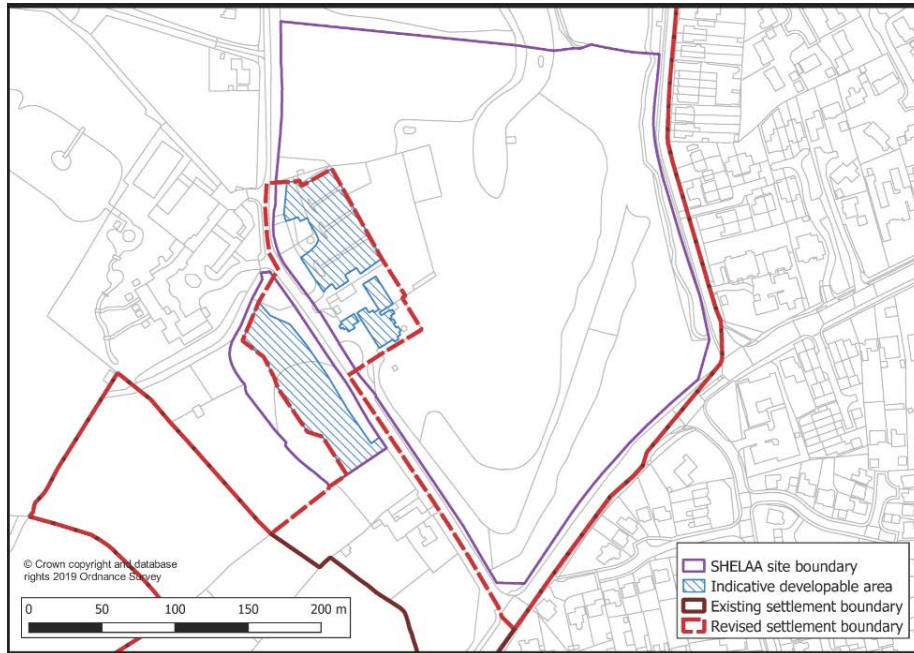 © Crown copyright and database
rights 2019 Ordnance Survey
0 50 100 150 200 m
SHELAA site boundary
Indicative developable area
Existing settlement boundary
Revised settlement boundary